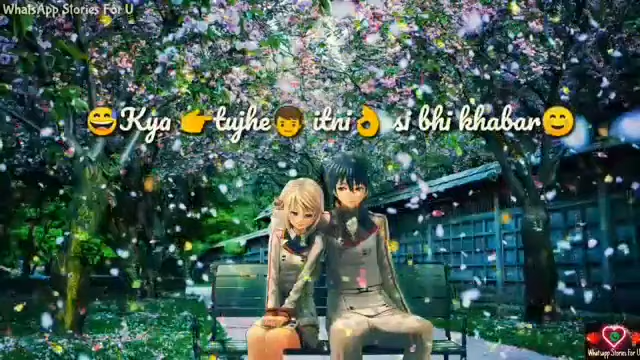 WhatsApp Stories For U
😅Kya 👉tujhe👦 itni👌 si bhi khabar😊
Whatsapp Stories For U